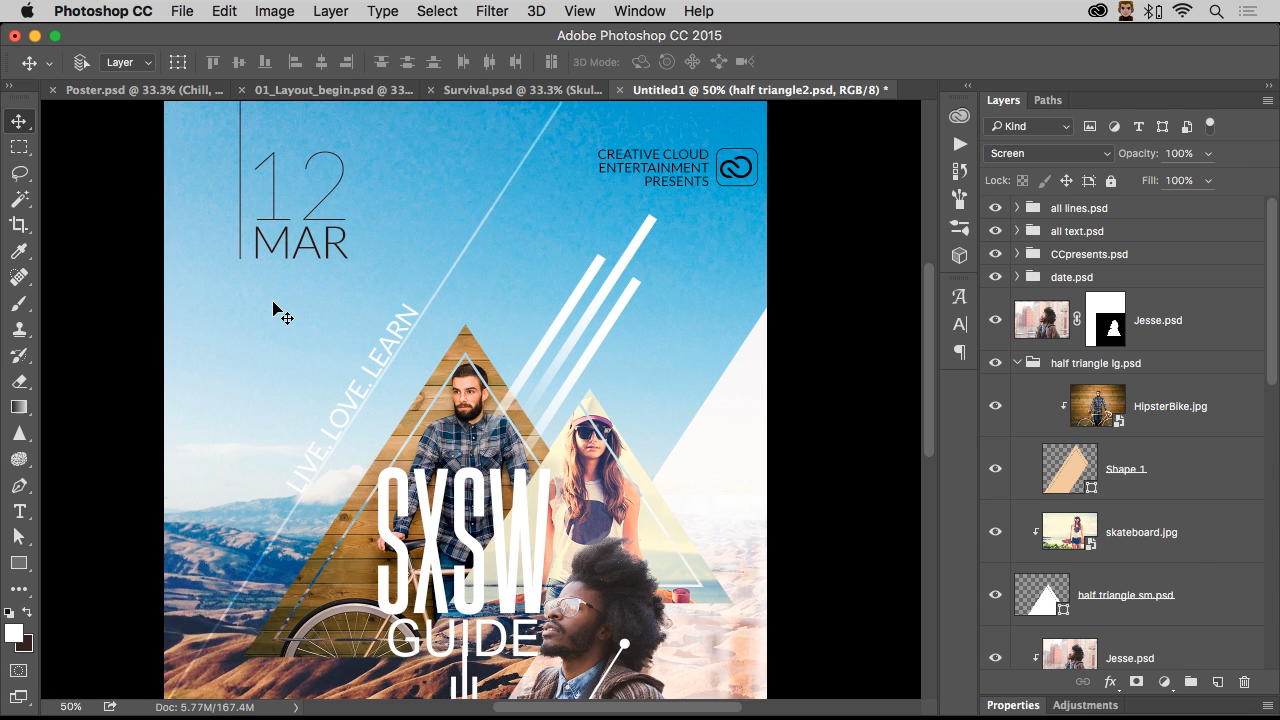 Photoshop CC File Edit Image Layer Type Select Filter 3D View Window Help
Adobe Photoshop CC 2015
Layer 3D Mode:
Poster.psd @ 33.3% (Chill, ... 01_Layout_begin.psd @ 33... Survival.psd @ 33.3% (Skul... Untitled1 @ 50% (half triangle2.psd, RGB/8) *
12
MAR
CREATIVE CLOUD
ENTERTAINMENT
PRESENTS
LIVE. LOVE. LEARN
SXSW
GUIDE
50% Doc: 5.77M/167.4M
Layers Paths
Kind
Screen Opacity: 100%
Lock: Fill: 100%
all lines.psd
all text.psd
CCpresents.psd
date.psd
Jesse.psd
half triangle lg.psd
HipsterBike.jpg
Shape 1
skateboard.jpg
half triangle sm.psd
Jesse.psd
Properties Adjustments